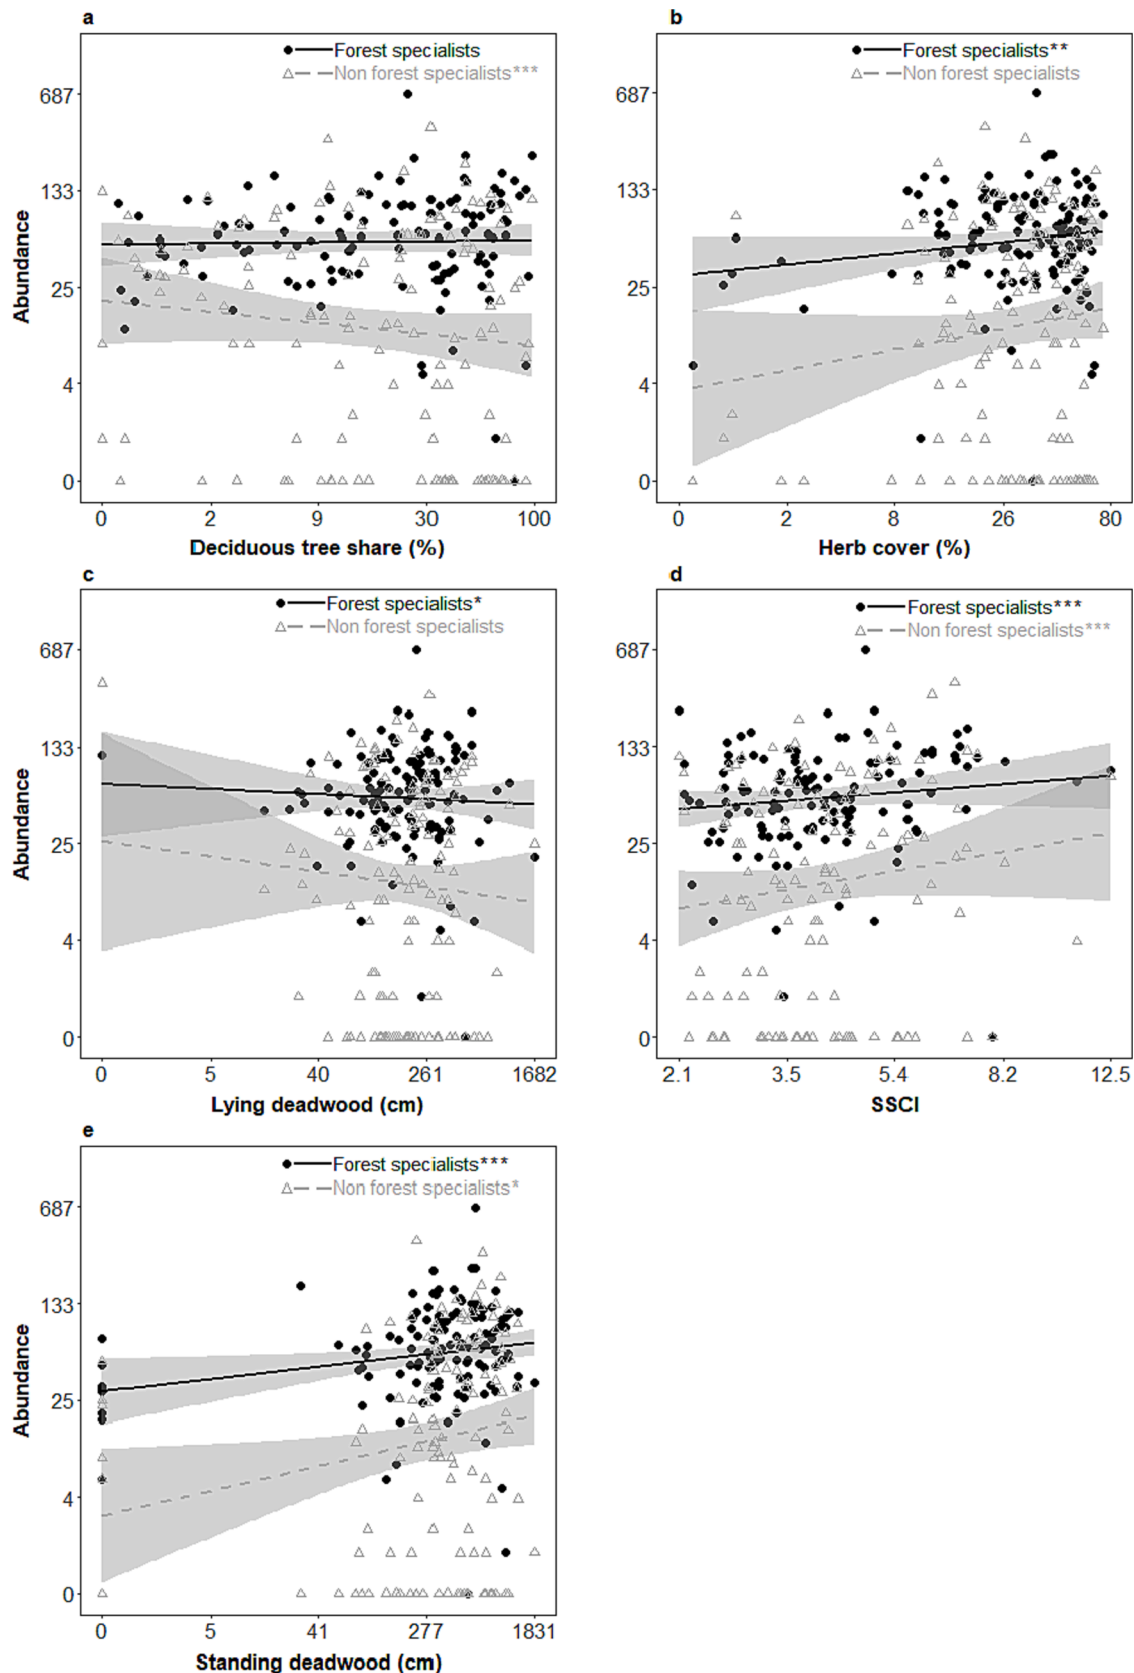 a
Forest specialists
Non forest specialists***
687
133
25
4
0
Abundance
0 2 9 30 100
Deciduous tree share (%)
b
Forest specialists**
Non forest specialists
687
133
25
4
0
Abundance
0 2 8 26 80
Herb cover (%)
c
Forest specialists*
Non forest specialists
687
133
25
4
0
Abundance
0 5 40 261 1682
Lying deadwood (cm)
d
Forest specialists***
Non forest specialists***
687
133
25
4
0
Abundance
2.1 3.5 5.4 8.2 12.5
SSCI
e
Forest specialists***
Non forest specialists*
687
133
25
4
0
Abundance
0 5 41 277 1831
Standing deadwood (cm)